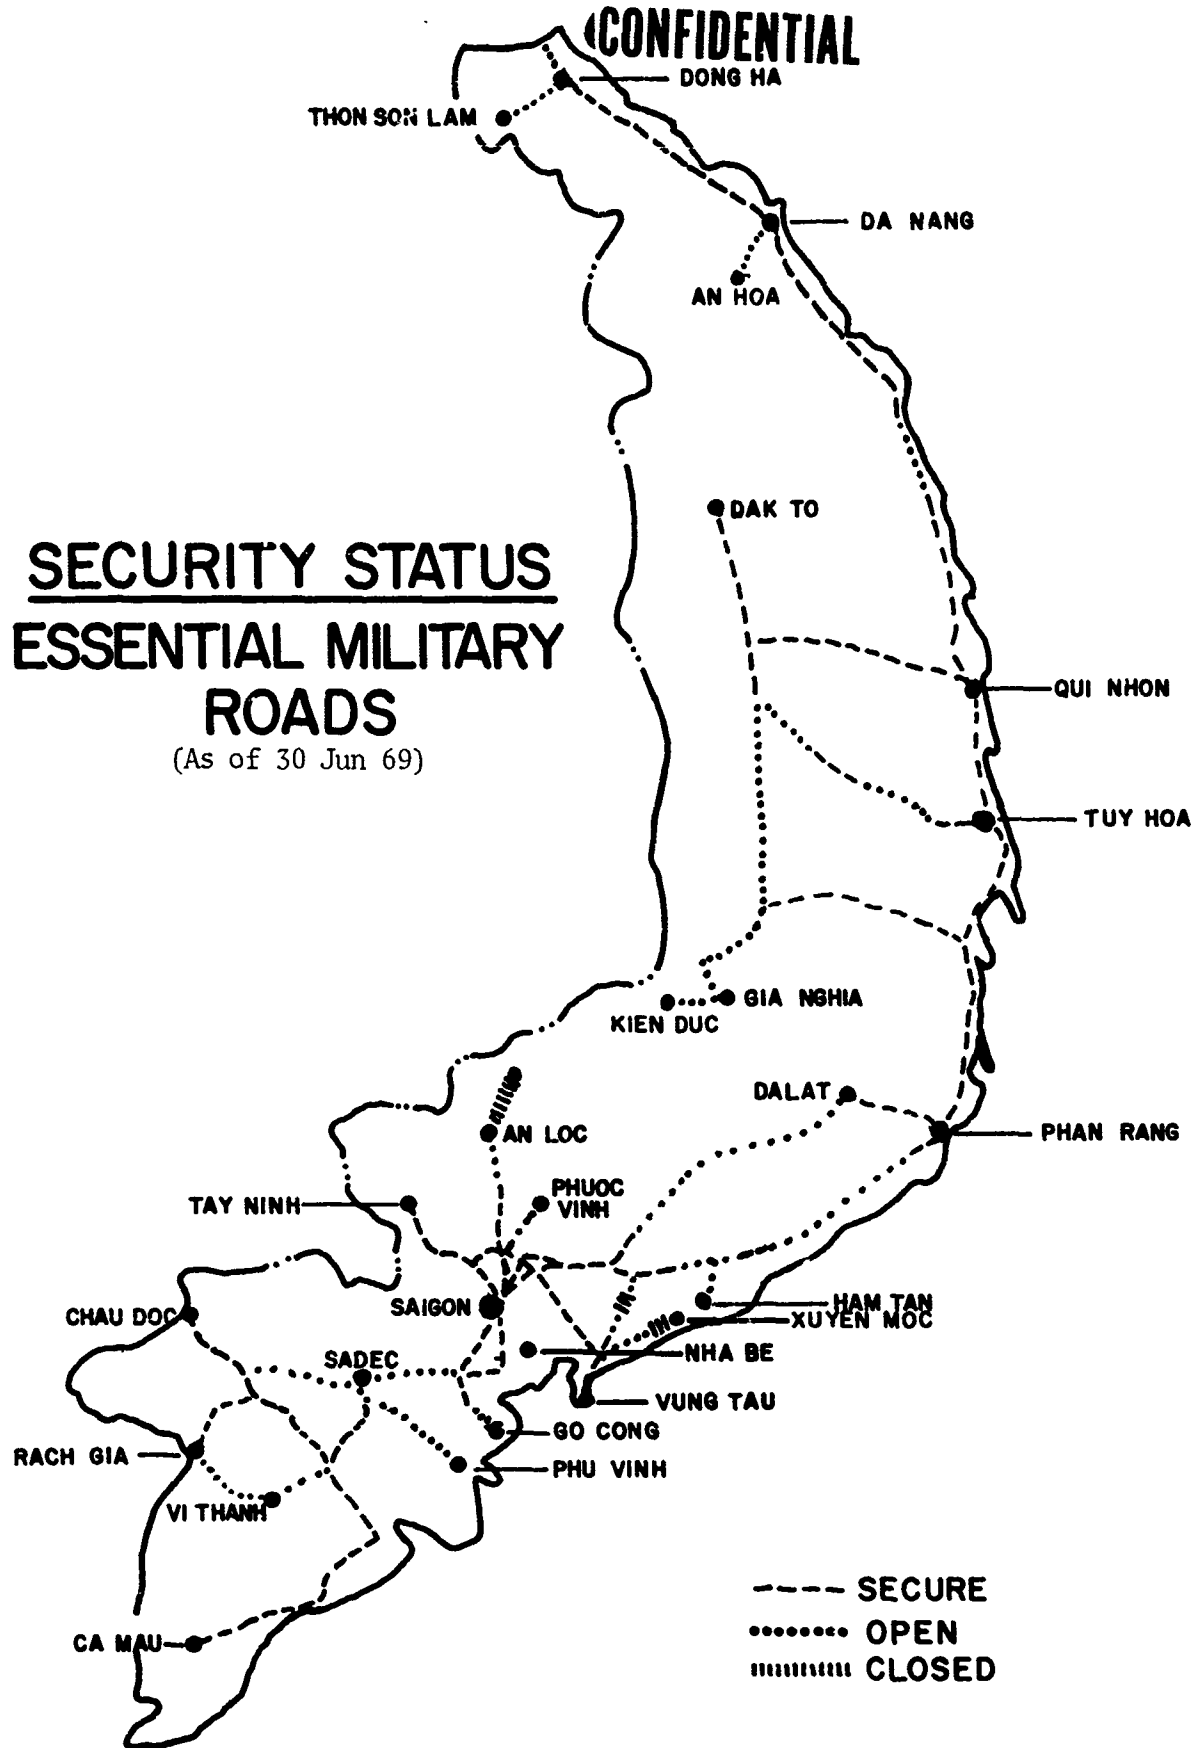 CONFIDENTIAL
DONG HA
THON SON LAM
DA NANG
AN HOA
DAK TO
SECURITY STATUS
ESSENTIAL MILITARY
ROADS
(As of 30 Jun 69)
QUI NHON
TUY HOA
GIA NGHIA
KIEN DUC
DALAT
AN LOC
PHAN RANG
PHUOC
VINH
TAY NINH
SAIGON
HAM TAN
CHAU DOC
XUYEN MOC
SADEC
NHA BE
VUNG TAU
GO CONG
RACH GIA
PHU VINH
VI THANH
SECURE
OPEN
CA MAU
CLOSED